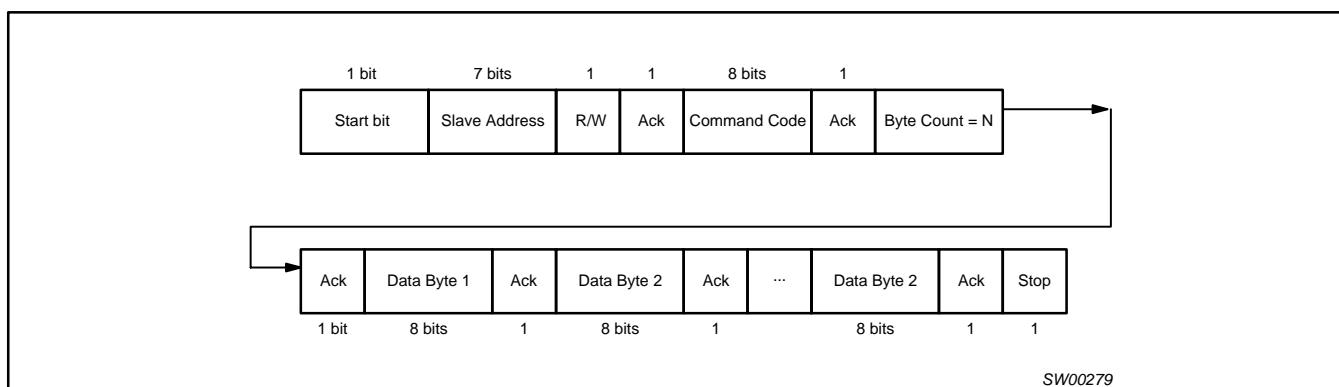 1 bit 7 bits 1 1 8 bits 1
Start bit Slave Address R/W Ack Command Code Ack Byte Count = N
Ack Data Byte 1 Ack Data Byte 2 Ack ... Data Byte 2 Ack Stop
1 bit 8 bits 1 8 bits 1 8 bits 1 1
SW00279